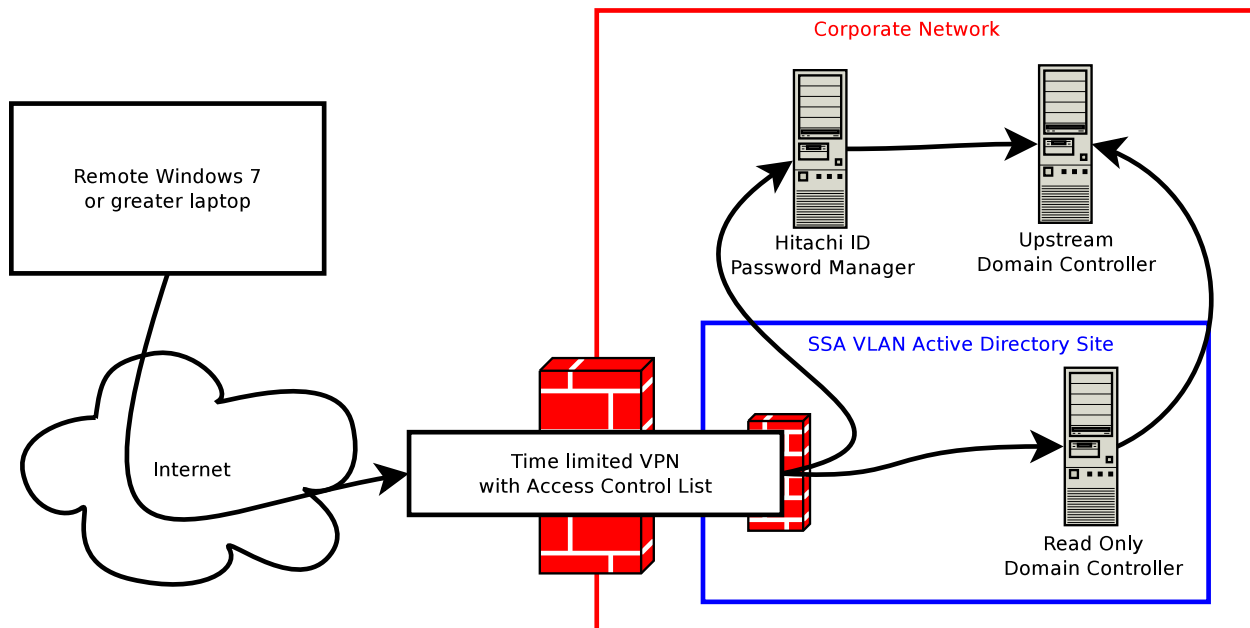 Corporate Network
Remote Windows 7
or greater laptop
Hitachi ID
Password Manager
Upstream
Domain Controller
SSA VLAN Active Directory Site
Internet
Time limited VPN
with Access Control List
Read Only
Domain Controller